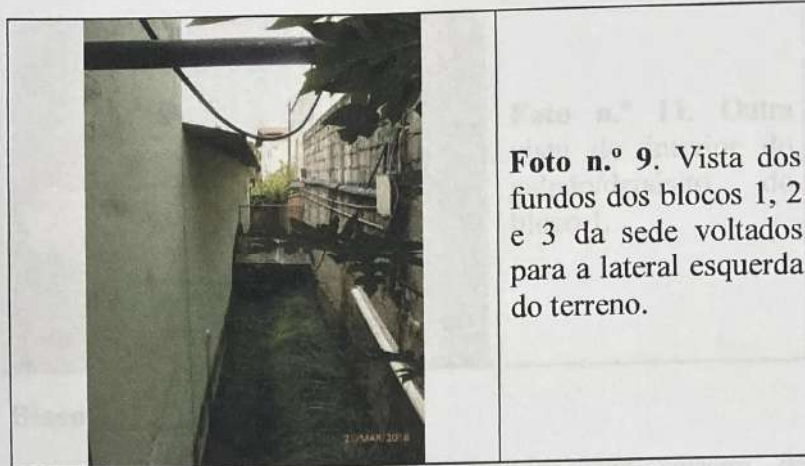 Foto n.º 9. Vista dos
fundos dos blocos 1, 2
e 3 da sede voltados
para a lateral esquerda
do terreno.